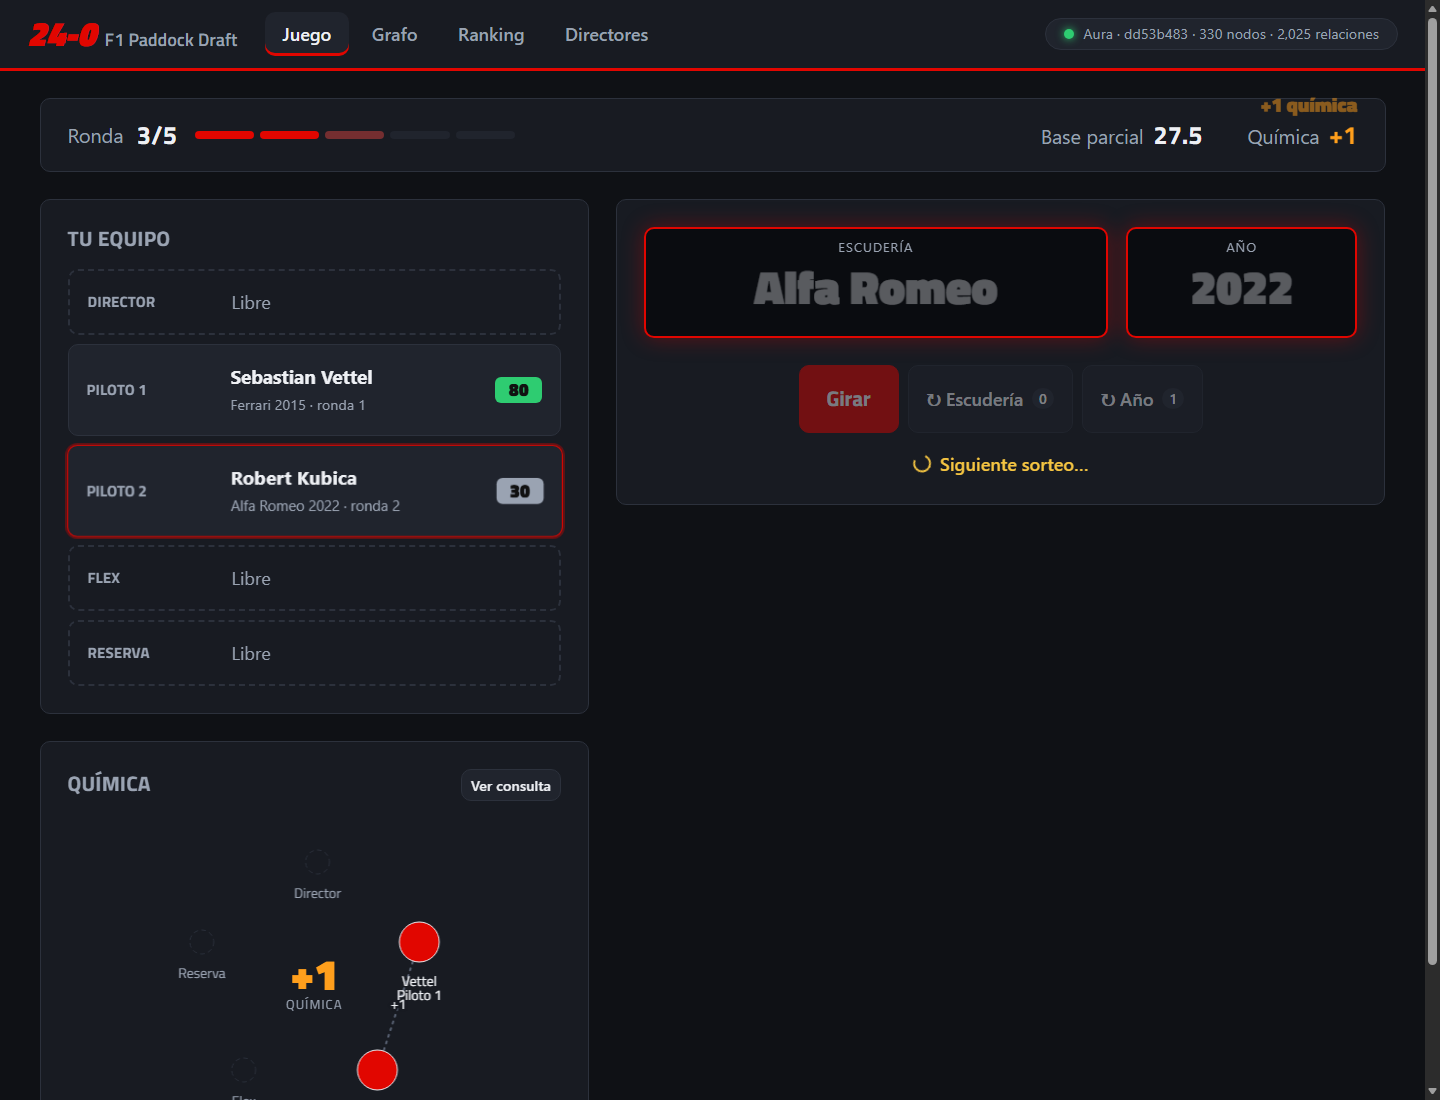 24-0 F1 Paddock Draft
Juego
Grafo
Ranking
Directores
Aura · dd53b483 · 330 nodos · 2,025 relaciones
Ronda 3/5
+1 química
Base parcial 27.5
Química +1
TU EQUIPO
DIRECTOR
Libre
PILOTO 1
Sebastian Vettel
Ferrari 2015 · ronda 1
80
PILOTO 2
Robert Kubica
Alfa Romeo 2022 · ronda 2
30
FLEX
Libre
RESERVA
Libre
ESCUDERÍA
Alfa Romeo
AÑO
2022
Girar
↻ Escudería 0
↻ Año 1
Siguiente sorteo...
QUÍMICA
Ver consulta
Director
Reserva
+1
QUÍMICA
Vettel
Piloto 1
+1